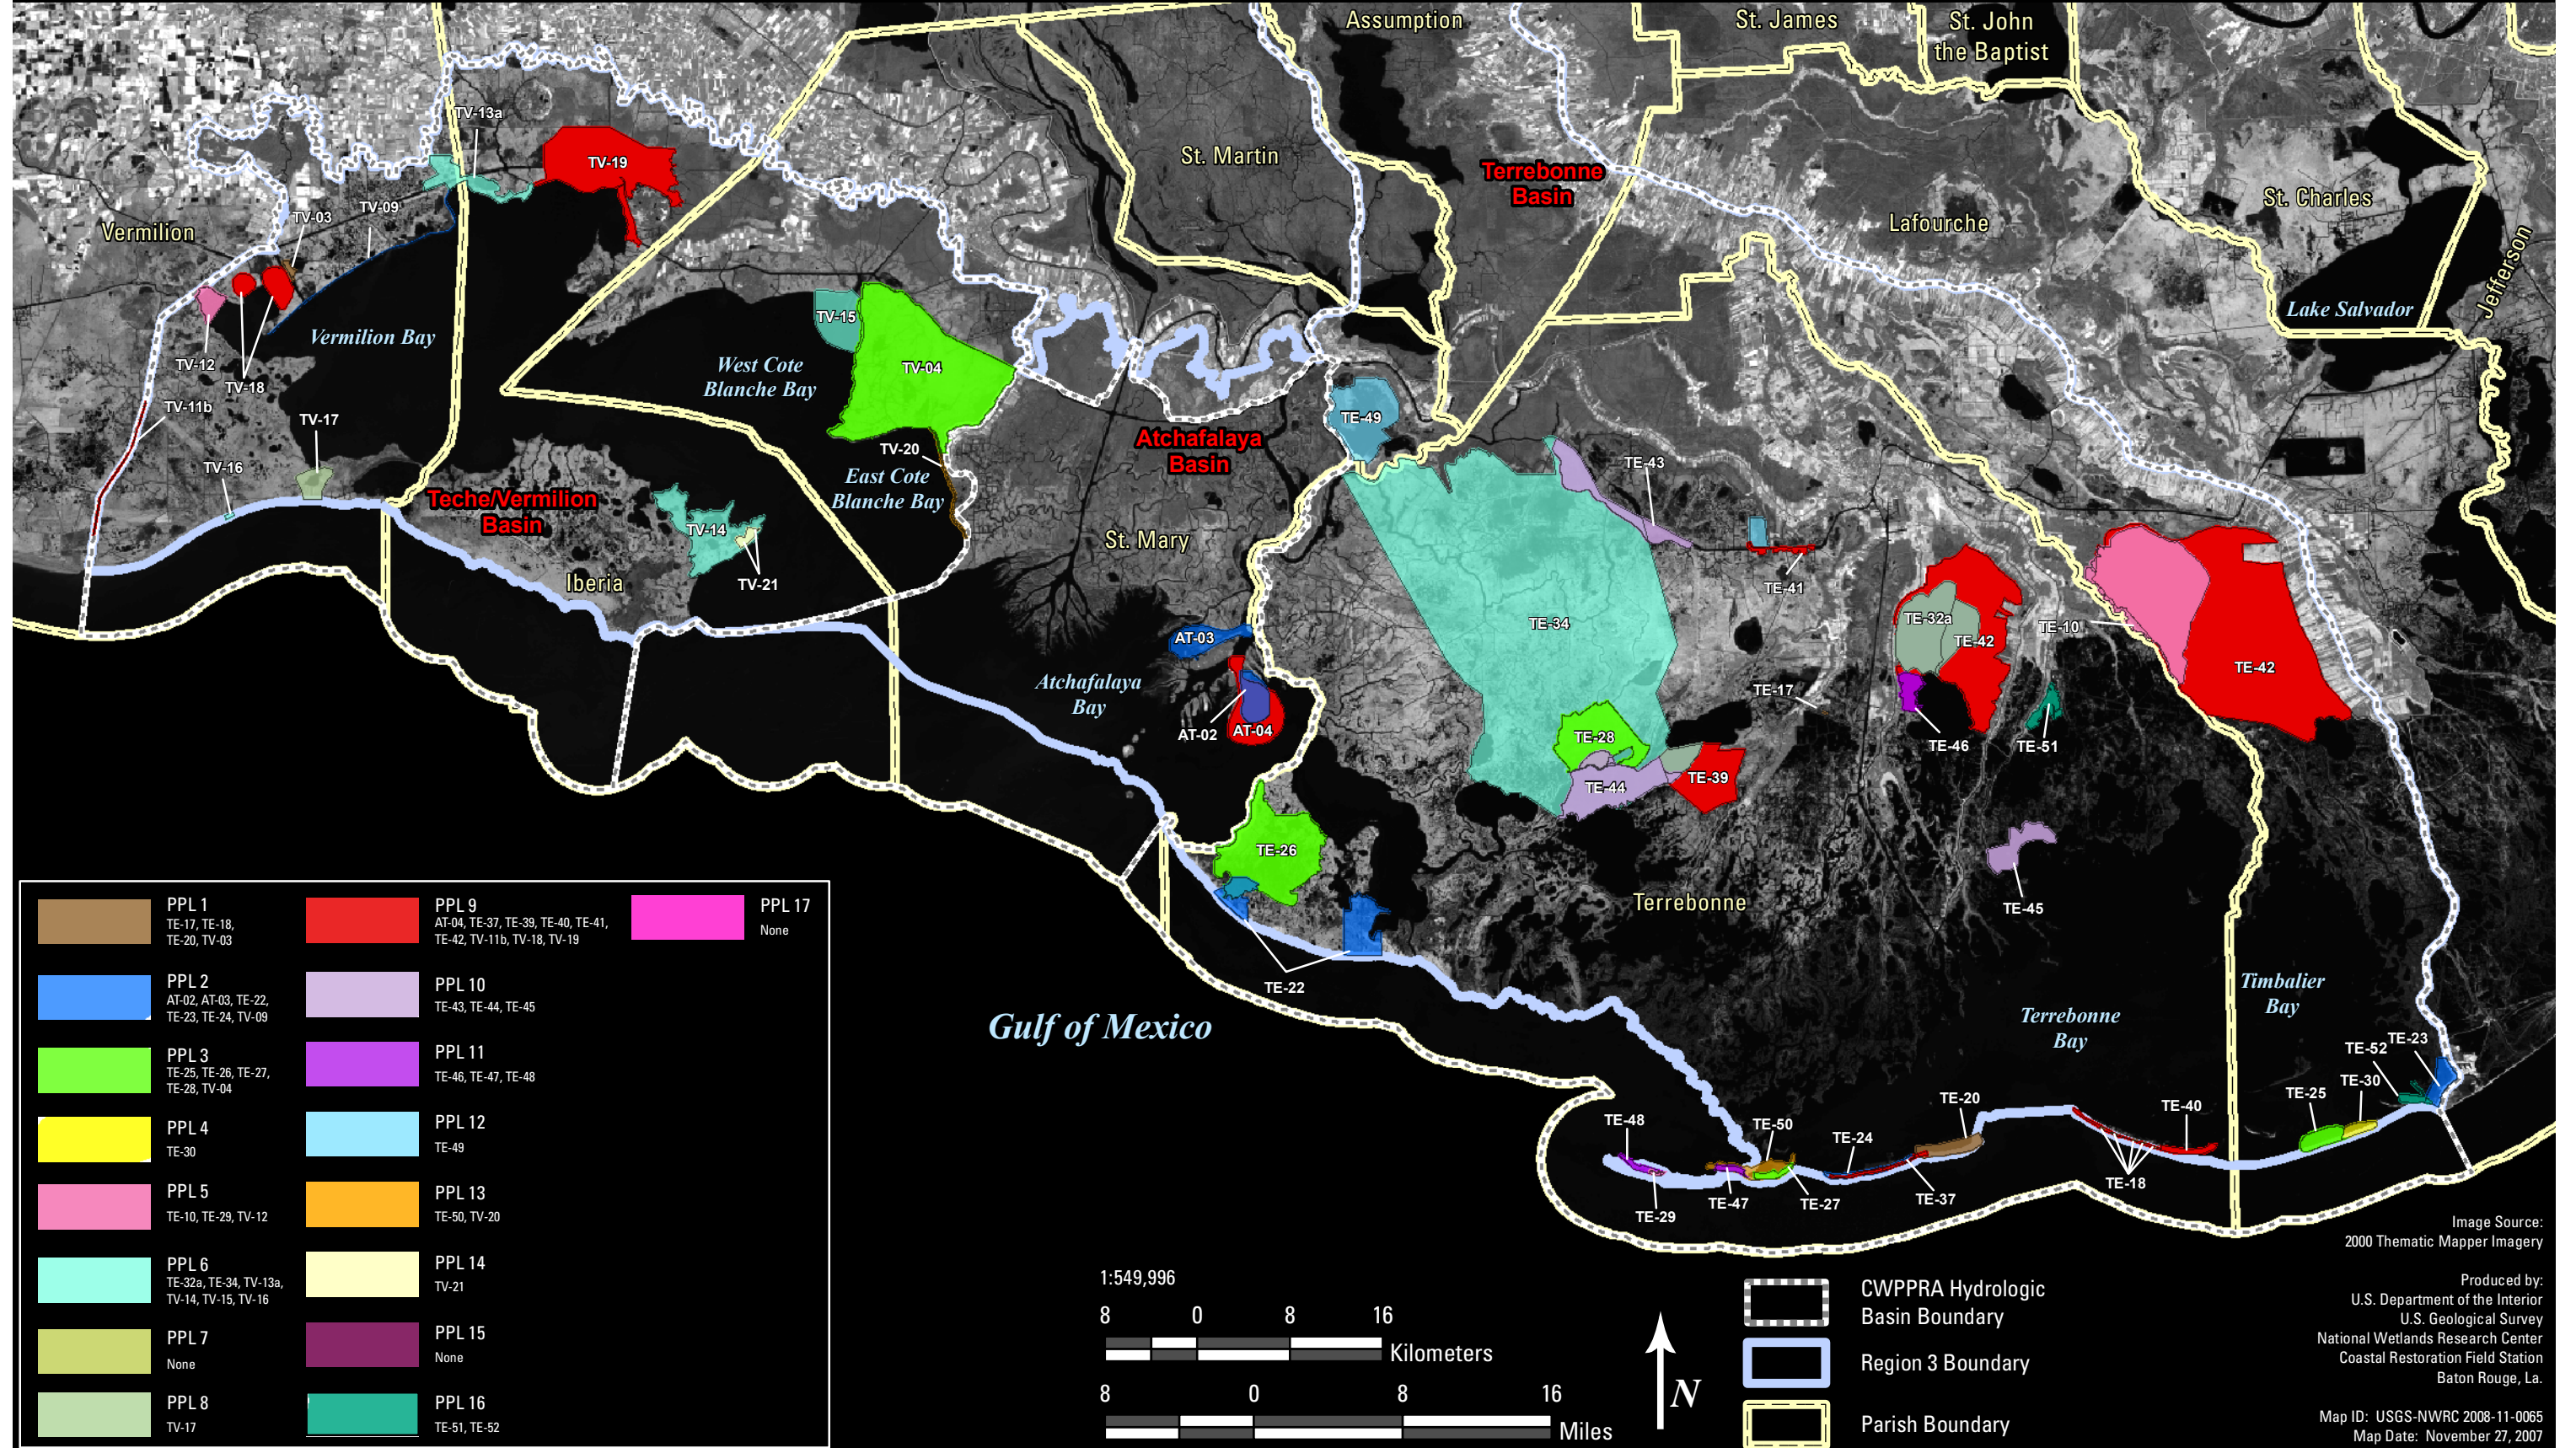 Assumption
St. James
St. John
the Baptist
TV-13a
St. Martin
TV-19
Terrebonne
Basin
St. Charles
TV-09
TV-03
Vermilion
Lafourche
Jefferson
Lake Salvador
TV-15
Vermilion Bay
TV-12
TV-18
West Cote
Blanche Bay
TV-04
TV-11b
TV-17
TE-49
Atchafalaya
Basin
TV-20
TV-16
TE-43
East Cote
Blanche Bay
Teche/Vermilion
Basin
TV-14
St. Mary
Iberia
TV-21
TE-41
AT-03
TE-34
TE-32a
TE-42
TE-10
TE-42
Atchafalaya
Bay
TE-17
AT-02
AT-04
TE-28
TE-46
TE-51
TE-44
TE-39
TE-26
Terrebonne
TE-45
TE-22
Gulf of Mexico
Terrebonne
Bay
Timbalier
Bay
TE-52
TE-23
TE-30
TE-25
TE-48
TE-50
TE-24
TE-20
TE-40
TE-29
TE-47
TE-27
TE-37
TE-18
PPL 1
TE-17, TE-18,
TE-20, TV-03
PPL 2
AT-02, AT-03, TE-22,
TE-23, TE-24, TV-09
PPL 3
TE-25, TE-26, TE-27,
TE-28, TV-04
PPL 4
TE-30
PPL 5
TE-10, TE-29, TV-12
PPL 6
TE-32a, TE-34, TV-13a,
TV-14, TV-15, TV-16
PPL 7
None
PPL 8
TV-17
PPL 9
AT-04, TE-37, TE-39, TE-40, TE-41,
TE-42, TV-11b, TV-18, TV-19
PPL 10
TE-43, TE-44, TE-45
PPL 11
TE-46, TE-47, TE-48
PPL 12
TE-49
PPL 13
TE-50, TV-20
PPL 14
TV-21
PPL 15
None
PPL 16
TE-51, TE-52
PPL 17
None
1:549,996
8 0 8 16
Kilometers
8 0 8 16
Miles
N
CWPPRA Hydrologic
Basin Boundary
Region 3 Boundary
Parish Boundary
Image Source:
2000 Thematic Mapper Imagery
Produced by:
U.S. Department of the Interior
U.S. Geological Survey
National Wetlands Research Center
Coastal Restoration Field Station
Baton Rouge, La.
Map ID: USGS-NWRC 2008-11-0065
Map Date: November 27, 2007